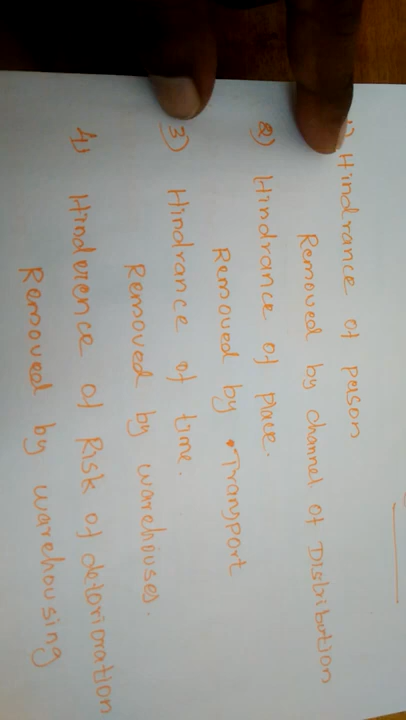 1) Hindrance of person
Removed by channel of Distribution
2) Hindrance of place.
Removed by Transport
3) Hindrance of time.
Removed by warehouses.
4) Hinderence of Risk of detorioration
Removed by warehousing